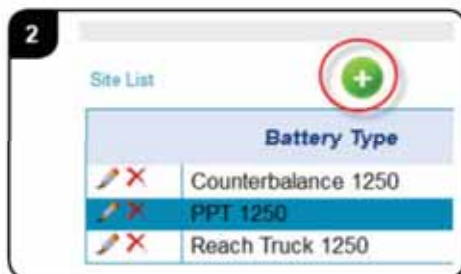 2
Site List
Battery Type
Counterbalance 1250
PPT 1250
Reach Truck 1250